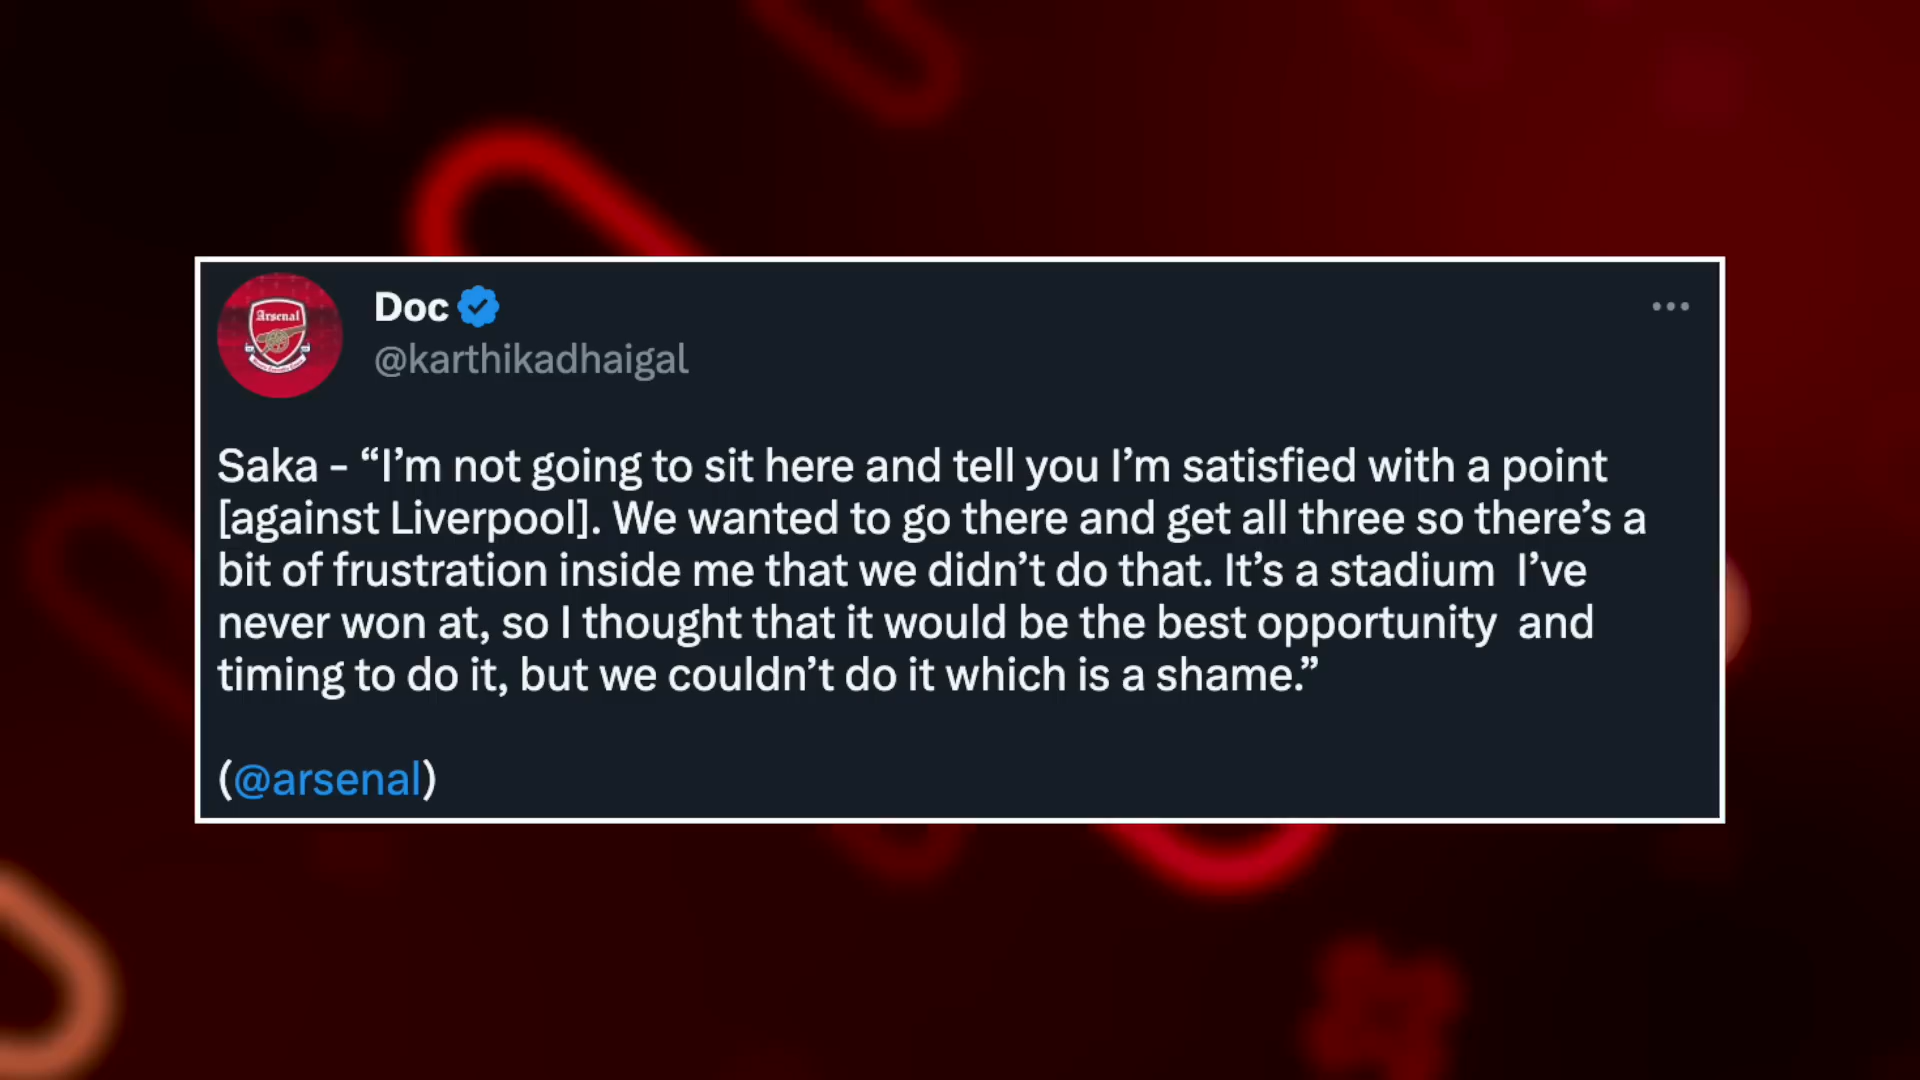 Arsenal
Doc
@karthikadhaigal
Saka – “I’m not going to sit here and tell you I’m satisfied with a point
[against Liverpool]. We wanted to go there and get all three so there’s a
bit of frustration inside me that we didn’t do that. It’s a stadium  I’ve
never won at, so I thought that it would be the best opportunity  and
timing to do it, but we couldn’t do it which is a shame.”
(@arsenal)